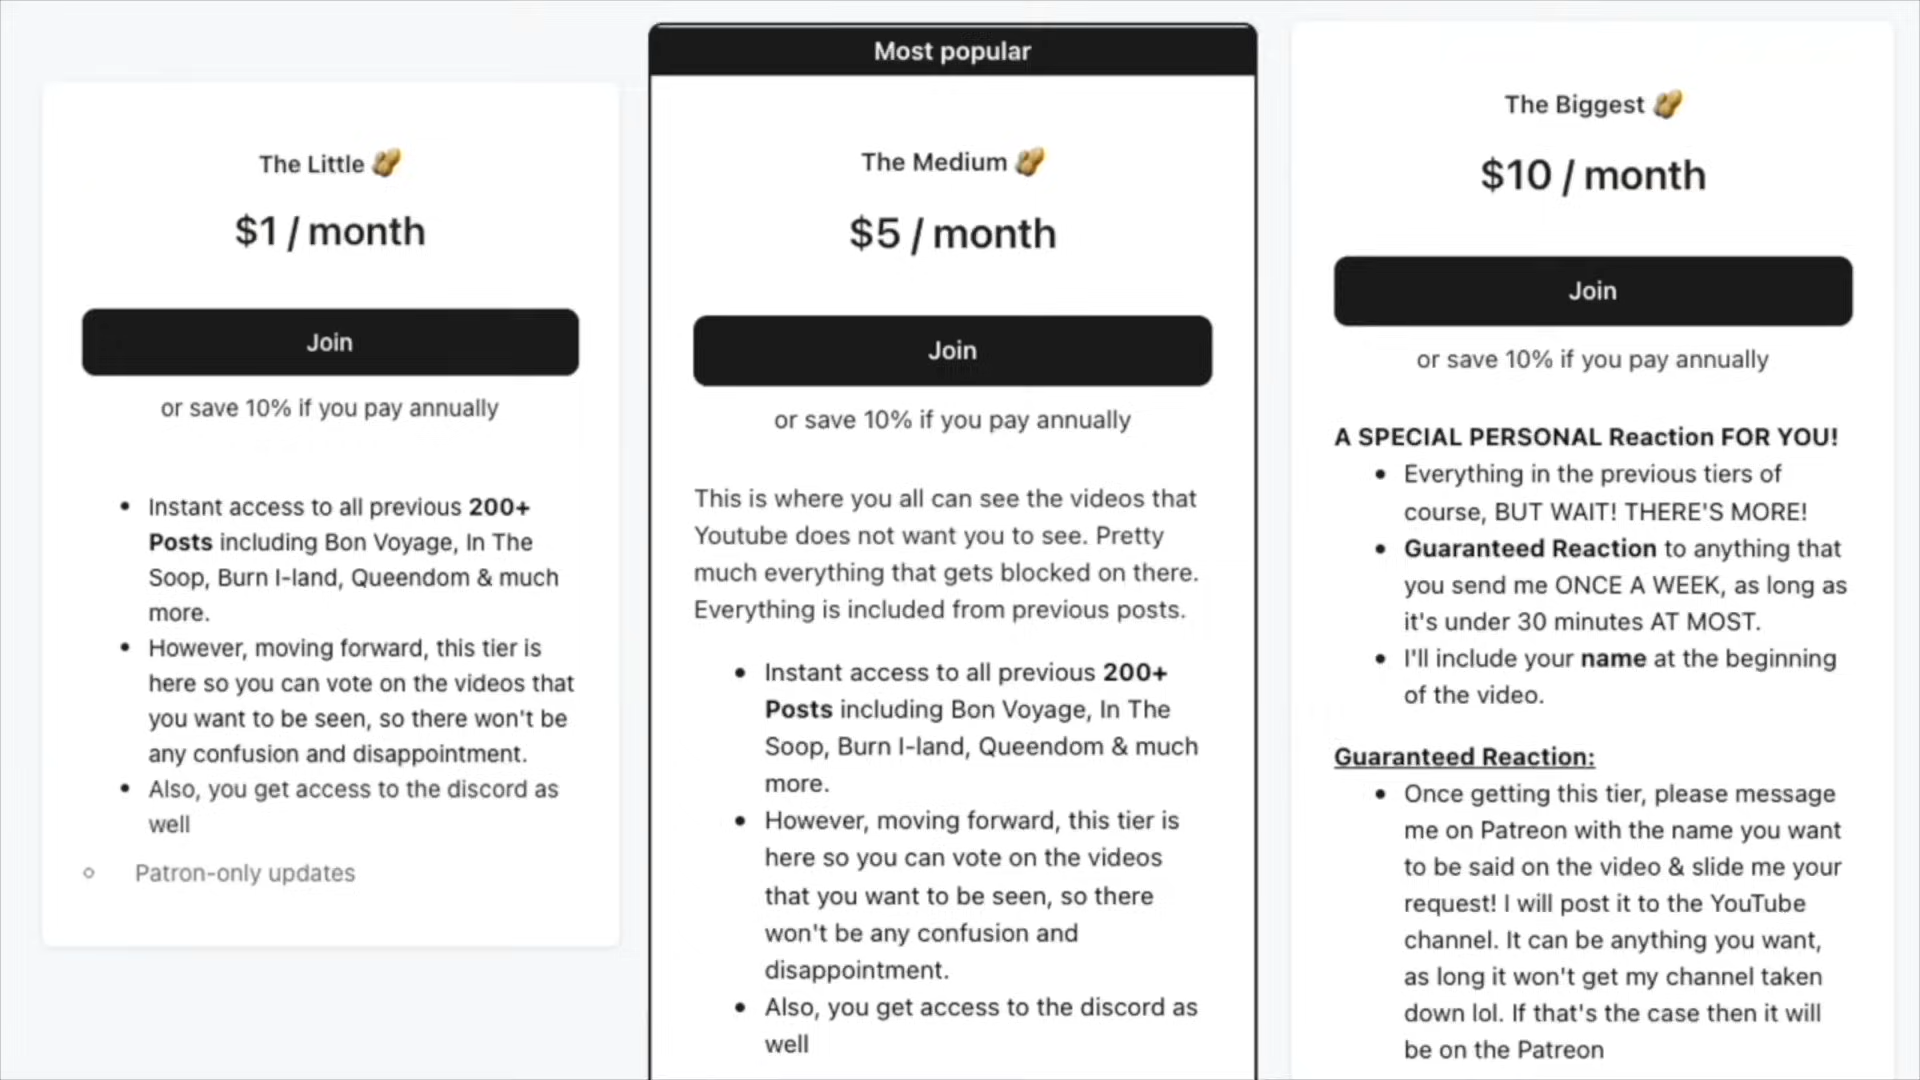 The Little 🥜
$1 / month
Join
or save 10% if you pay annually
• Instant access to all previous 200+
Posts including Bon Voyage, In The
Soop, Burn I-land, Queendom & much
more.
• However, moving forward, this tier is
here so you can vote on the videos that
you want to be seen, so there won't be
any confusion and disappointment.
• Also, you get access to the discord as
well
◦ Patron-only updates
Most popular
The Medium 🥜
$5 / month
Join
or save 10% if you pay annually
This is where you all can see the videos that
Youtube does not want you to see. Pretty
much everything that gets blocked on there.
Everything is included from previous posts.
• Instant access to all previous 200+
Posts including Bon Voyage, In The
Soop, Burn I-land, Queendom & much
more.
• However, moving forward, this tier is
here so you can vote on the videos
that you want to be seen, so there
won't be any confusion and
disappointment.
• Also, you get access to the discord as
well
The Biggest 🥜
$10 / month
Join
or save 10% if you pay annually
A SPECIAL PERSONAL Reaction FOR YOU!
• Everything in the previous tiers of
course, BUT WAIT! THERE'S MORE!
• Guaranteed Reaction to anything that
you send me ONCE A WEEK, as long as
it's under 30 minutes AT MOST.
• I'll include your name at the beginning
of the video.
Guaranteed Reaction:
• Once getting this tier, please message
me on Patreon with the name you want
to be said on the video & slide me your
request! I will post it to the YouTube
channel. It can be anything you want,
as long it won't get my channel taken
down lol. If that's the case then it will
be on the Patreon